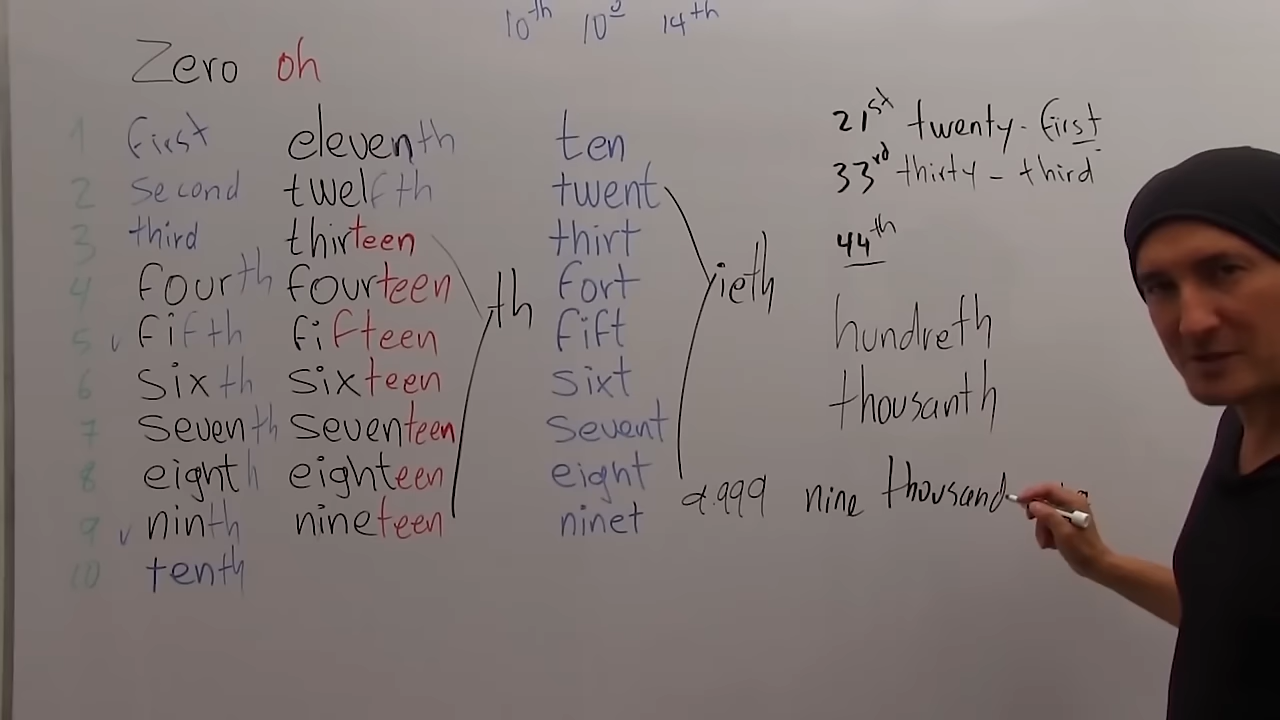 10th 10º 14th
Zero oh
1 first eleventh ten
2 second twelfth twent
3 third thirteen thirt
4 fourth fourteen fort
5 fifth fifteen fift
6 sixth sixteen sixt
7 seventh seventeen sevent
8 eighth eighteen eight
9 ninth nineteen ninet
10 tenth
th
ieth
21st twenty-first
33rd thirty-third
44th
hundreth
thousanth
9.999 nine thousand